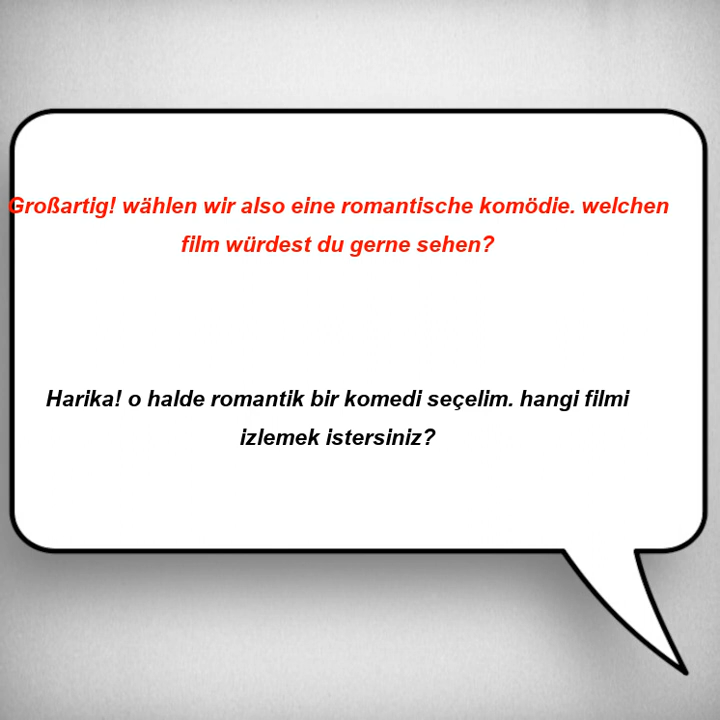 Großartig! wählen wir also eine romantische komödie. welchen
film würdest du gerne sehen?
Harika! o halde romantik bir komedi seçelim. hangi filmi
izlemek istersiniz?